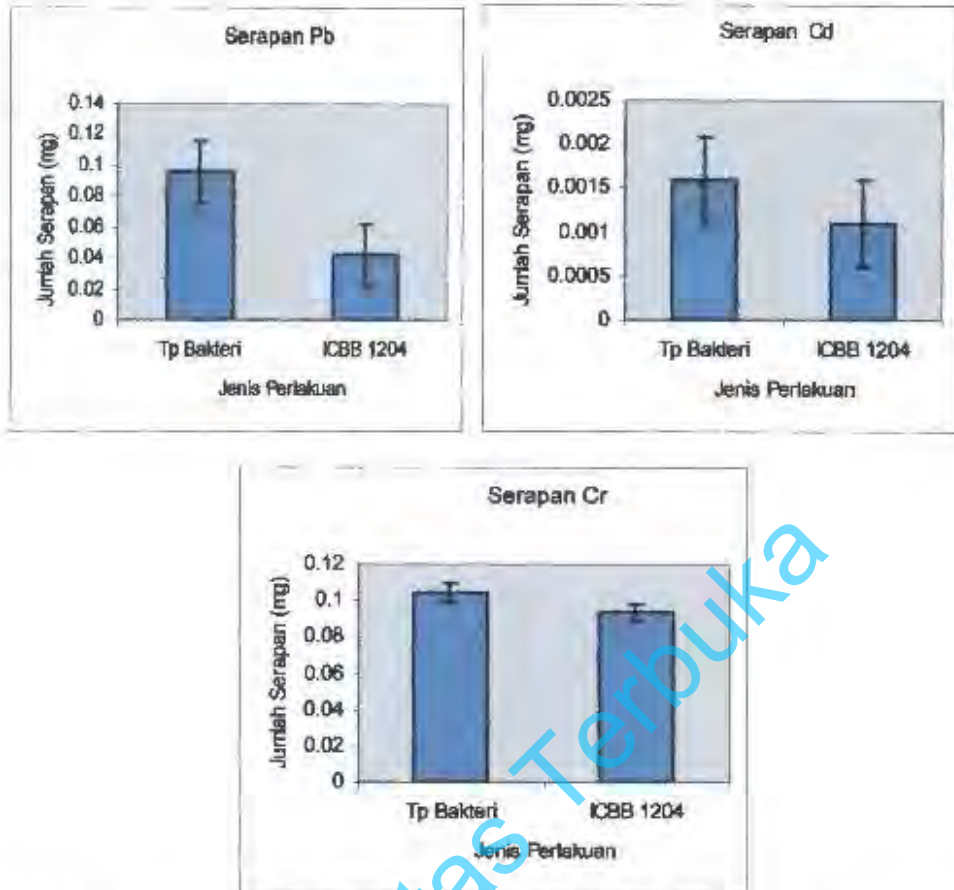 Serapan Pb
Jumlah Serapan (mg)
0.14
0.12
0.1
0.08
0.06
0.04
0.02
0
Tp Bakteri ICBB 1204
Jenis Perlakuan
Serapan Cd
Jumlah Serapan (mg)
0.0025
0.002
0.0015
0.001
0.0005
0
Tp Bakteri ICBB 1204
Jenis Perlakuan
Serapan Cr
Jumlah Serapan (mg)
0.12
0.1
0.08
0.06
0.04
0.02
0
Tp Bakteri ICBB 1204
Jenis Perlakuan
tas Terbuka